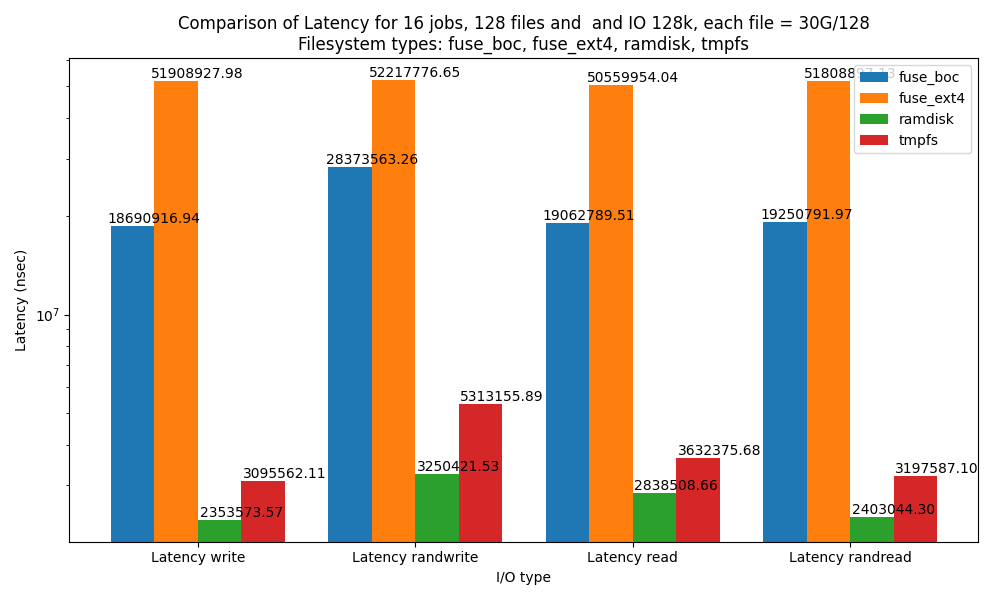 Comparison of Latency for 16 jobs, 128 files and  and IO 128k, each file = 30G/128
Filesystem types: fuse_boc, fuse_ext4, ramdisk, tmpfs
fuse_boc
fuse_ext4
ramdisk
tmpfs
Latency (nsec)
10^7
18690916.94
51908927.98
2353573.57
3095562.11
28373563.26
52217776.65
3250421.53
5313155.89
19062789.51
50559954.04
2838508.66
3632375.68
19250791.97
2403044.30
3197587.10
Latency write
Latency randwrite
Latency read
Latency randread
I/O type